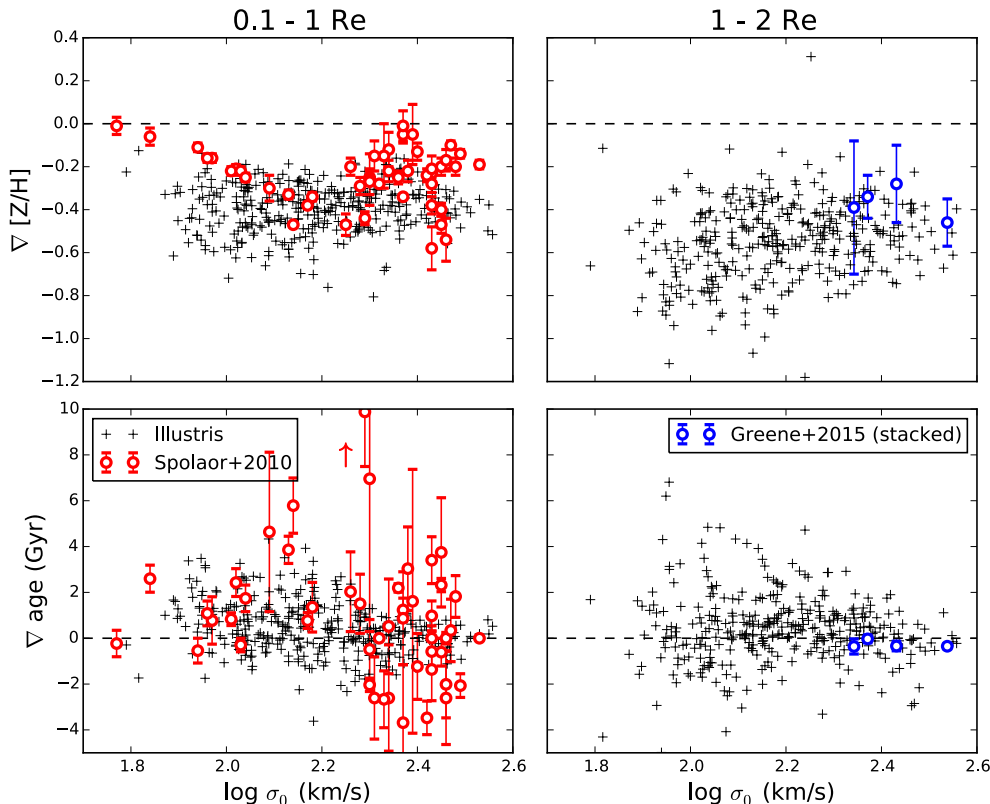 0.1 - 1 Re
1 - 2 Re
0.4
0.2
0.0
−0.2
−0.4
−0.6
−0.8
−1.0
−1.2
∇ [Z/H]
10
8
6
4
2
0
−2
−4
∇ age (Gyr)
Illustris
Spolaor+2010
Greene+2015 (stacked)
1.8 2.0 2.2 2.4 2.6
1.8 2.0 2.2 2.4 2.6
log σ₀ (km/s)
log σ₀ (km/s)